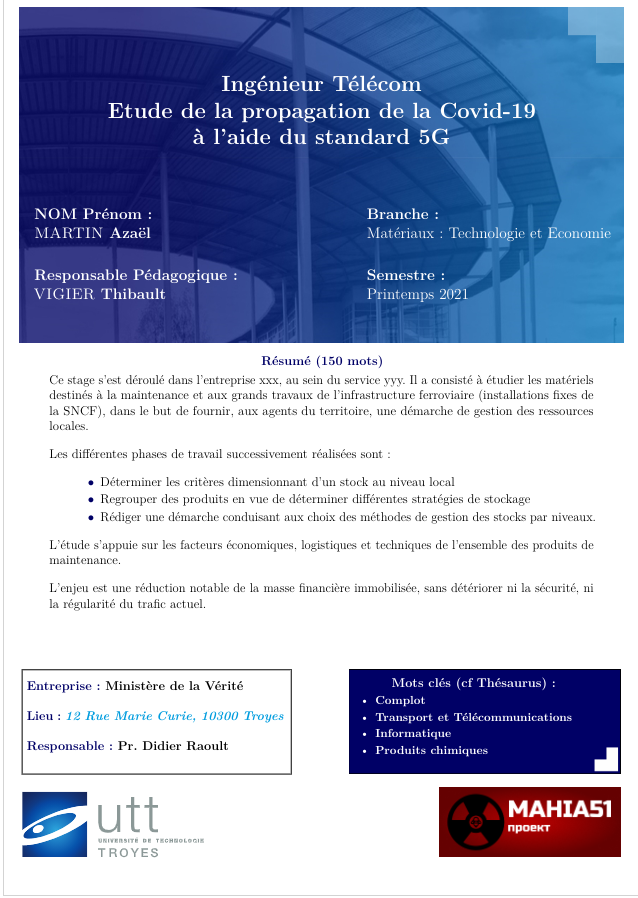 Ingénieur Télécom
Etude de la propagation de la Covid-19
à l'aide du standard 5G
NOM Prénom :
MARTIN Azaël
Branche :
Matériaux : Technologie et Economie
Responsable Pédagogique :
VIGIER Thibault
Semestre :
Printemps 2021
Résumé (150 mots)
Ce stage s'est déroulé dans l'entreprise xxx, au sein du service yyy. Il a consisté à étudier les matériels
destinés à la maintenance et aux grands travaux de l'infrastructure ferroviaire (installations fixes de
la SNCF), dans le but de fournir, aux agents du territoire, une démarche de gestion des ressources
locales.
Les différentes phases de travail successivement réalisées sont :
• Déterminer les critères dimensionnant d'un stock au niveau local
• Regrouper des produits en vue de déterminer différentes stratégies de stockage
• Rédiger une démarche conduisant aux choix des méthodes de gestion des stocks par niveaux.
L'étude s'appuie sur les facteurs économiques, logistiques et techniques de l'ensemble des produits de
maintenance.
L'enjeu est une réduction notable de la masse financière immobilisée, sans détériorer ni la sécurité, ni
la régularité du trafic actuel.
Entreprise : Ministère de la Vérité
Lieu : 12 Rue Marie Curie, 10300 Troyes
Responsable : Pr. Didier Raoult
Mots clés (cf Thésaurus) :
• Complot
• Transport et Télécommunications
• Informatique
• Produits chimiques
utt
UNIVERSITÉ DE TECHNOLOGIE
TROYES
MAHIA51
проект